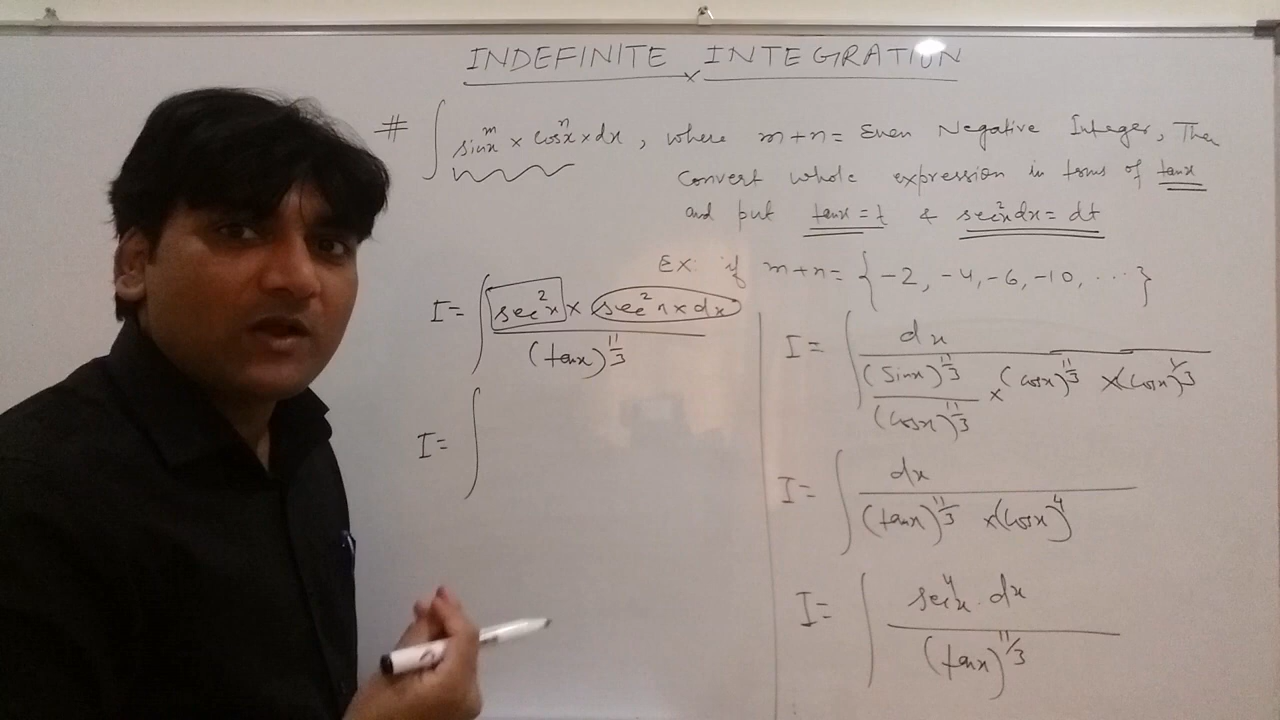 INDEFINITE × INTEGRATION
# ∫ sin^m x × cos^n x × dx , where m+n = Even Negative Integer, Then
convert whole expression in terms of tanx
and put tanx = t & sec²x dx = dt
Ex: if m+n = { -2, -4, -6, -10, ... }
I = ∫ sec²x × sec²x × dx / (tanx)^11/3
I = ∫
I = ∫ dx / (Sinx)^11/3 / (cosx)^11/3 × (cosx)^11/3 × (cosx)^1/3
I = ∫ dx / (tanx)^11/3 × (cosx)^4
I = ∫ sec^4 x . dx / (tanx)^11/3